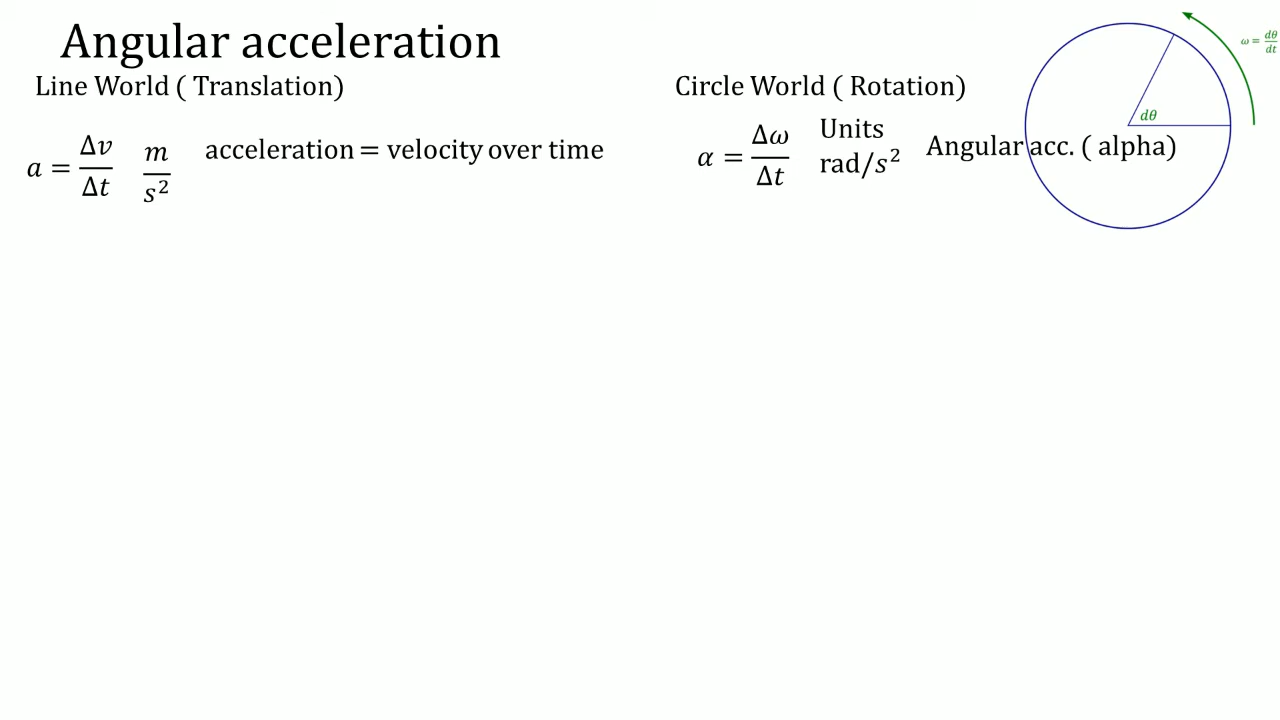 Angular acceleration
Line World ( Translation)
a = Δv/Δt m/s² acceleration = velocity over time
Circle World ( Rotation)
α = Δω/Δt
Units
rad/s²
Angular acc. ( alpha)
dθ
ω = dθ/dt